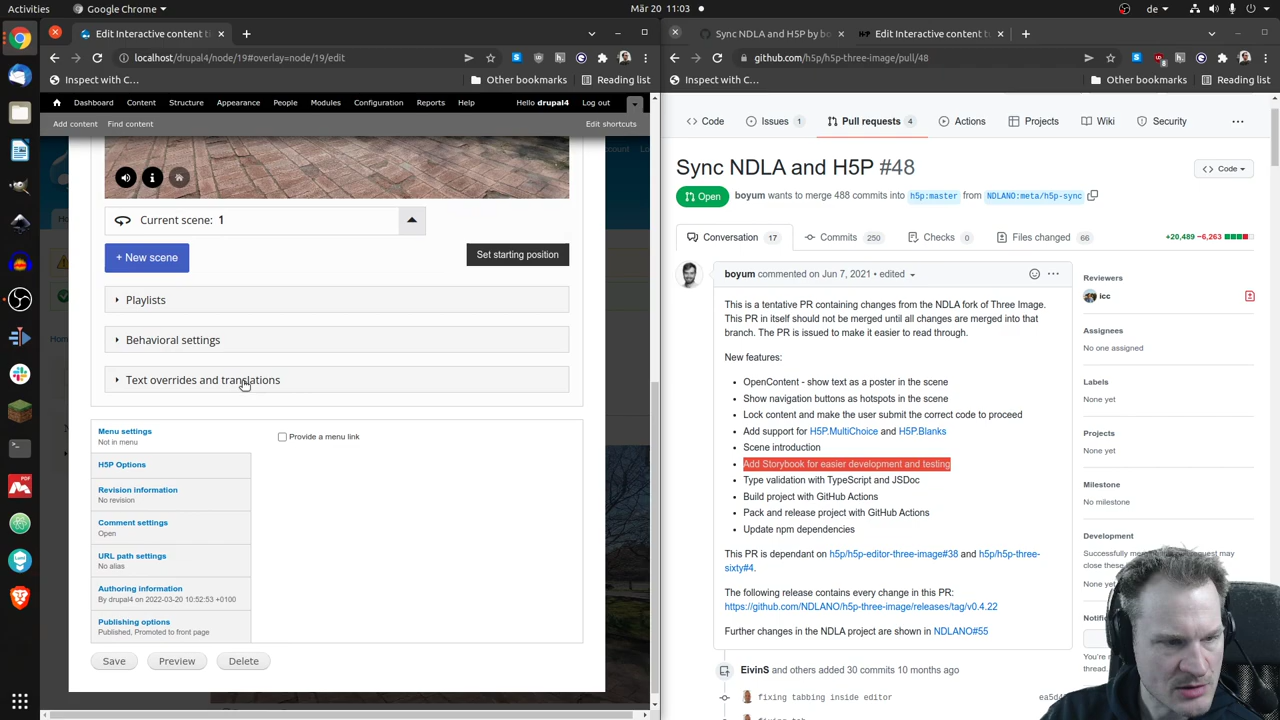 Activities
Google Chrome
Mär 20 11:03
Edit Interactive content ti
localhost/drupal4/node/19#overlay=node/19/edit
Inspect with C...
Other bookmarks
Reading list
Dashboard Content Structure Appearance People Modules Configuration Reports Help
Hello drupal4 Log out
Add content Find content
Edit shortcuts
Current scene: 1
+ New scene
Set starting position
Playlists
Behavioral settings
Text overrides and translations
Menu settings
Not in menu
Provide a menu link
H5P Options
Revision information
No revision
Comment settings
Open
URL path settings
No alias
Authoring information
By drupal4 on 2022-03-20 10:52:53 +0100
Publishing options
Published, Promoted to front page
Save Preview Delete
Sync NDLA and H5P by bo
Edit Interactive content ti
github.com/h5p/h5p-three-image/pull/48
Inspect with C...
Other bookmarks
Reading list
Code Issues 1 Pull requests 4 Actions Projects Wiki Security
Sync NDLA and H5P #48
Code
Open
boyum wants to merge 488 commits into h5p:master from NDLANO:meta/h5p-sync
Conversation 17 Commits 250 Checks 0 Files changed 66
+20,489 −6,263
boyum commented on Jun 7, 2021 • edited
This is a tentative PR containing changes from the NDLA fork of Three Image.
This PR in itself should not be merged until all changes are merged into that
branch. The PR is issued to make it easier to read through.
New features:
• OpenContent - show text as a poster in the scene
• Show navigation buttons as hotspots in the scene
• Lock content and make the user submit the correct code to proceed
• Add support for H5P.MultiChoice and H5P.Blanks
• Scene introduction
• Add Storybook for easier development and testing
• Type validation with TypeScript and JSDoc
• Build project with GitHub Actions
• Pack and release project with GitHub Actions
• Update npm dependencies
This PR is dependant on h5p/h5p-editor-three-image#38 and h5p/h5p-three-
sixty#4.
The following release contains every change in this PR:
https://github.com/NDLANO/h5p-three-image/releases/tag/v0.4.22
Further changes in the NDLA project are shown in NDLANO#55
EivinS and others added 30 commits 10 months ago
fixing tabbing inside editor
Reviewers
icc
Assignees
No one assigned
Labels
None yet
Projects
None yet
Milestone
No milestone
Development